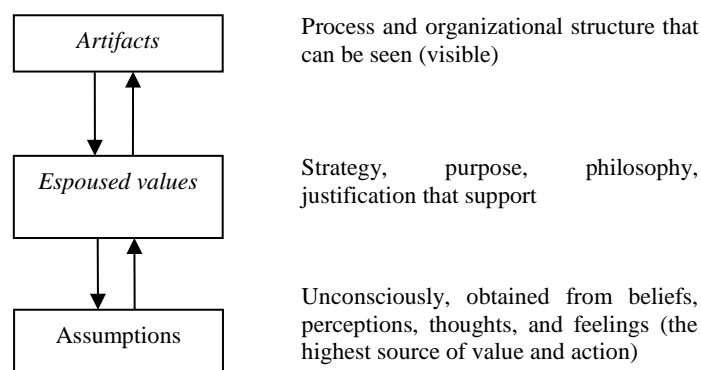 Artifacts
Process and organizational structure that
can be seen (visible)
Espoused values
Strategy, purpose, philosophy,
justification that support
Assumptions
Unconsciously, obtained from beliefs,
perceptions, thoughts, and feelings (the
highest source of value and action)